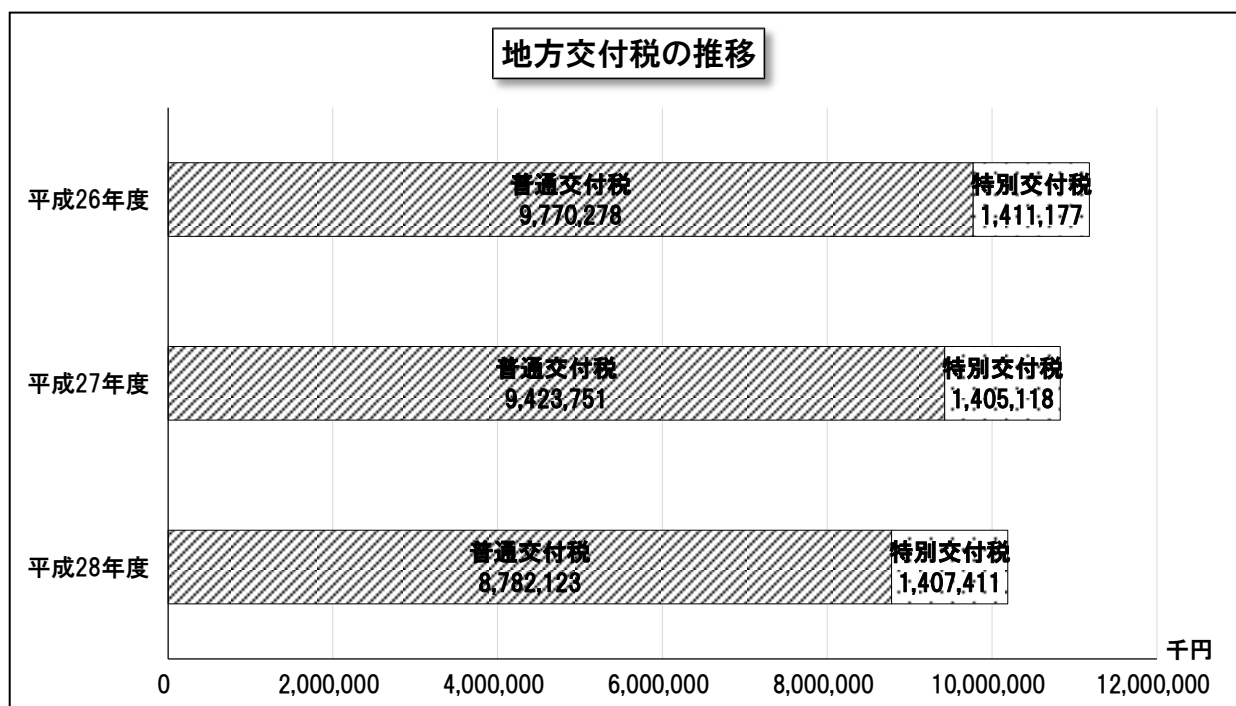 地方交付税の推移
平成26年度
普通交付税
9,770,278
特別交付税
1,411,177
平成27年度
普通交付税
9,423,751
特別交付税
1,405,118
平成28年度
普通交付税
8,782,123
特別交付税
1,407,411
千円
0 2,000,000 4,000,000 6,000,000 8,000,000 10,000,000 12,000,000